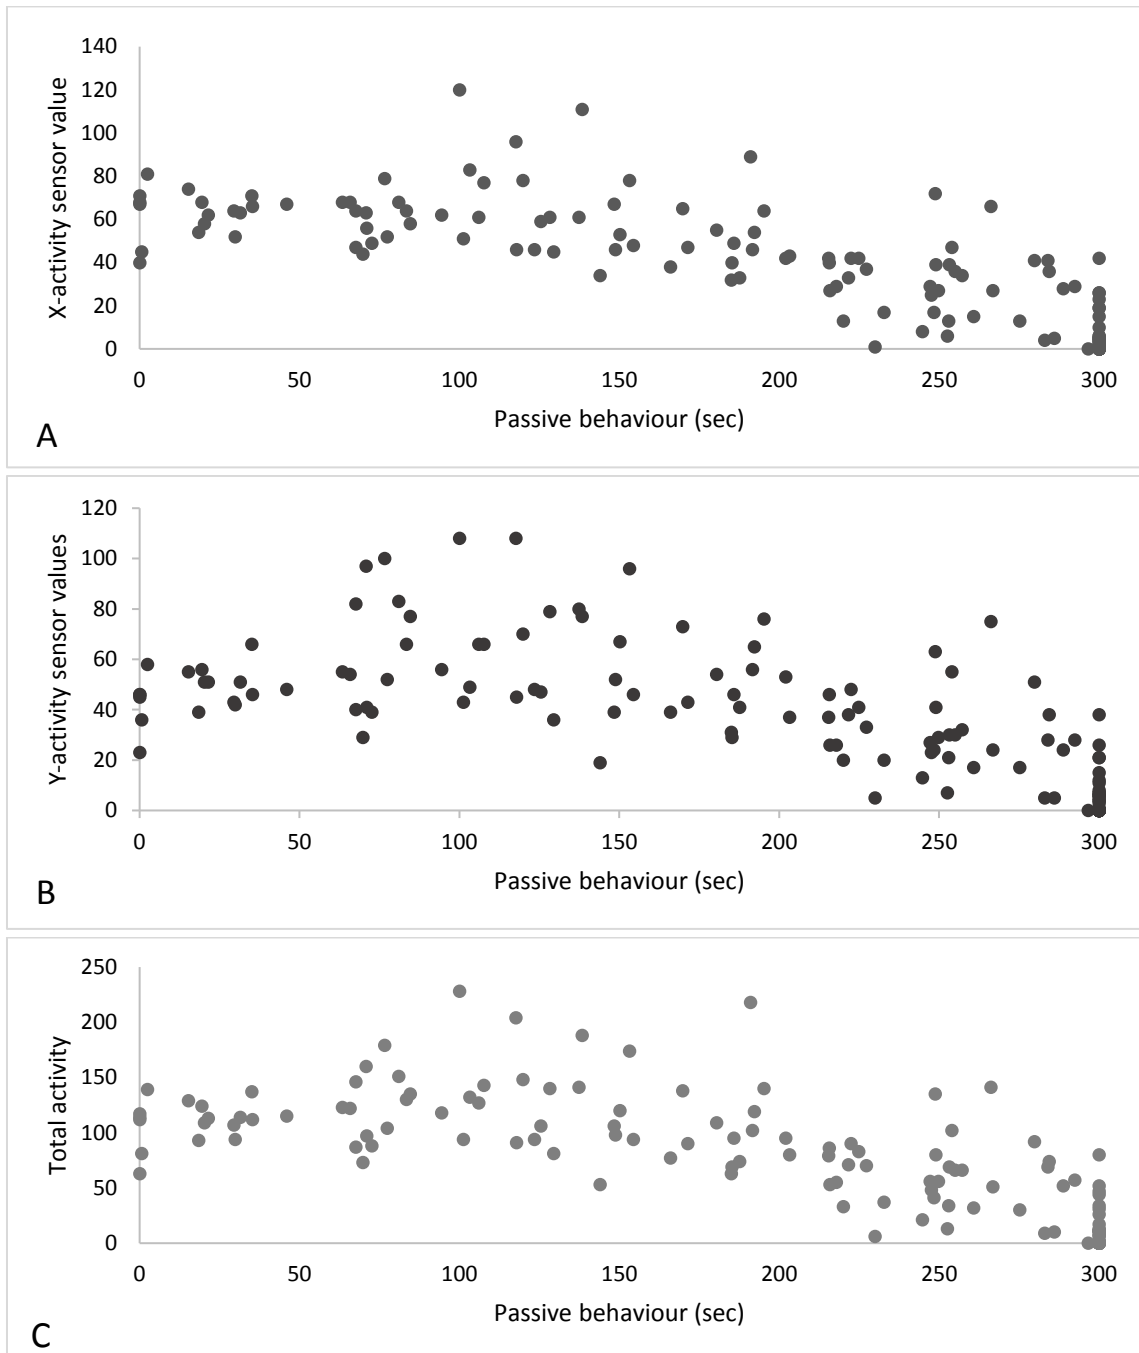 140
120
100
80
60
40
20
0
X-activity sensor value
0 50 100 150 200 250 300
Passive behaviour (sec)
A
120
100
80
60
40
20
0
Y-activity sensor values
0 50 100 150 200 250 300
Passive behaviour (sec)
B
250
200
150
100
50
0
Total activity
0 50 100 150 200 250 300
Passive behaviour (sec)
C